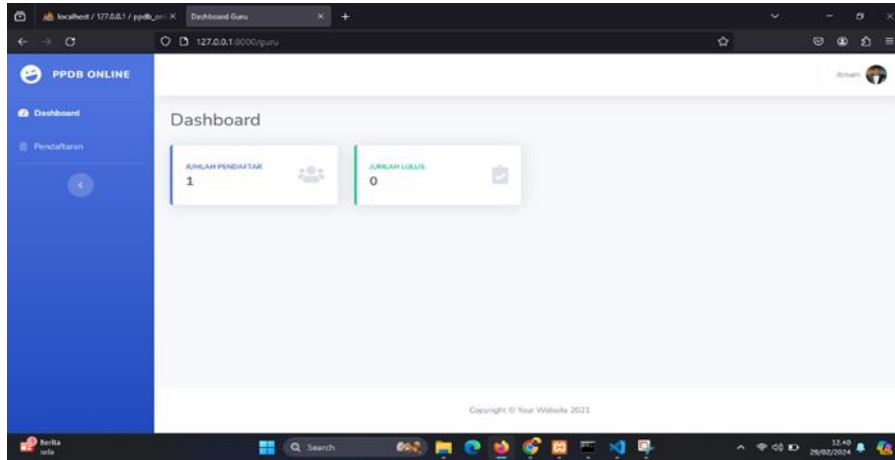 localhost / 127.0.0.1 / ppdb_onl
Dashboard Guru
127.0.0.1:8000/guru
PPDB ONLINE
Dashboard
Pendaftaran
Dashboard
JUMLAH PENDAFTAR
1
JUMLAH LULUS
0
Copyright © Your Website 2021
Berita
sela
Search
12.40
29/02/2024